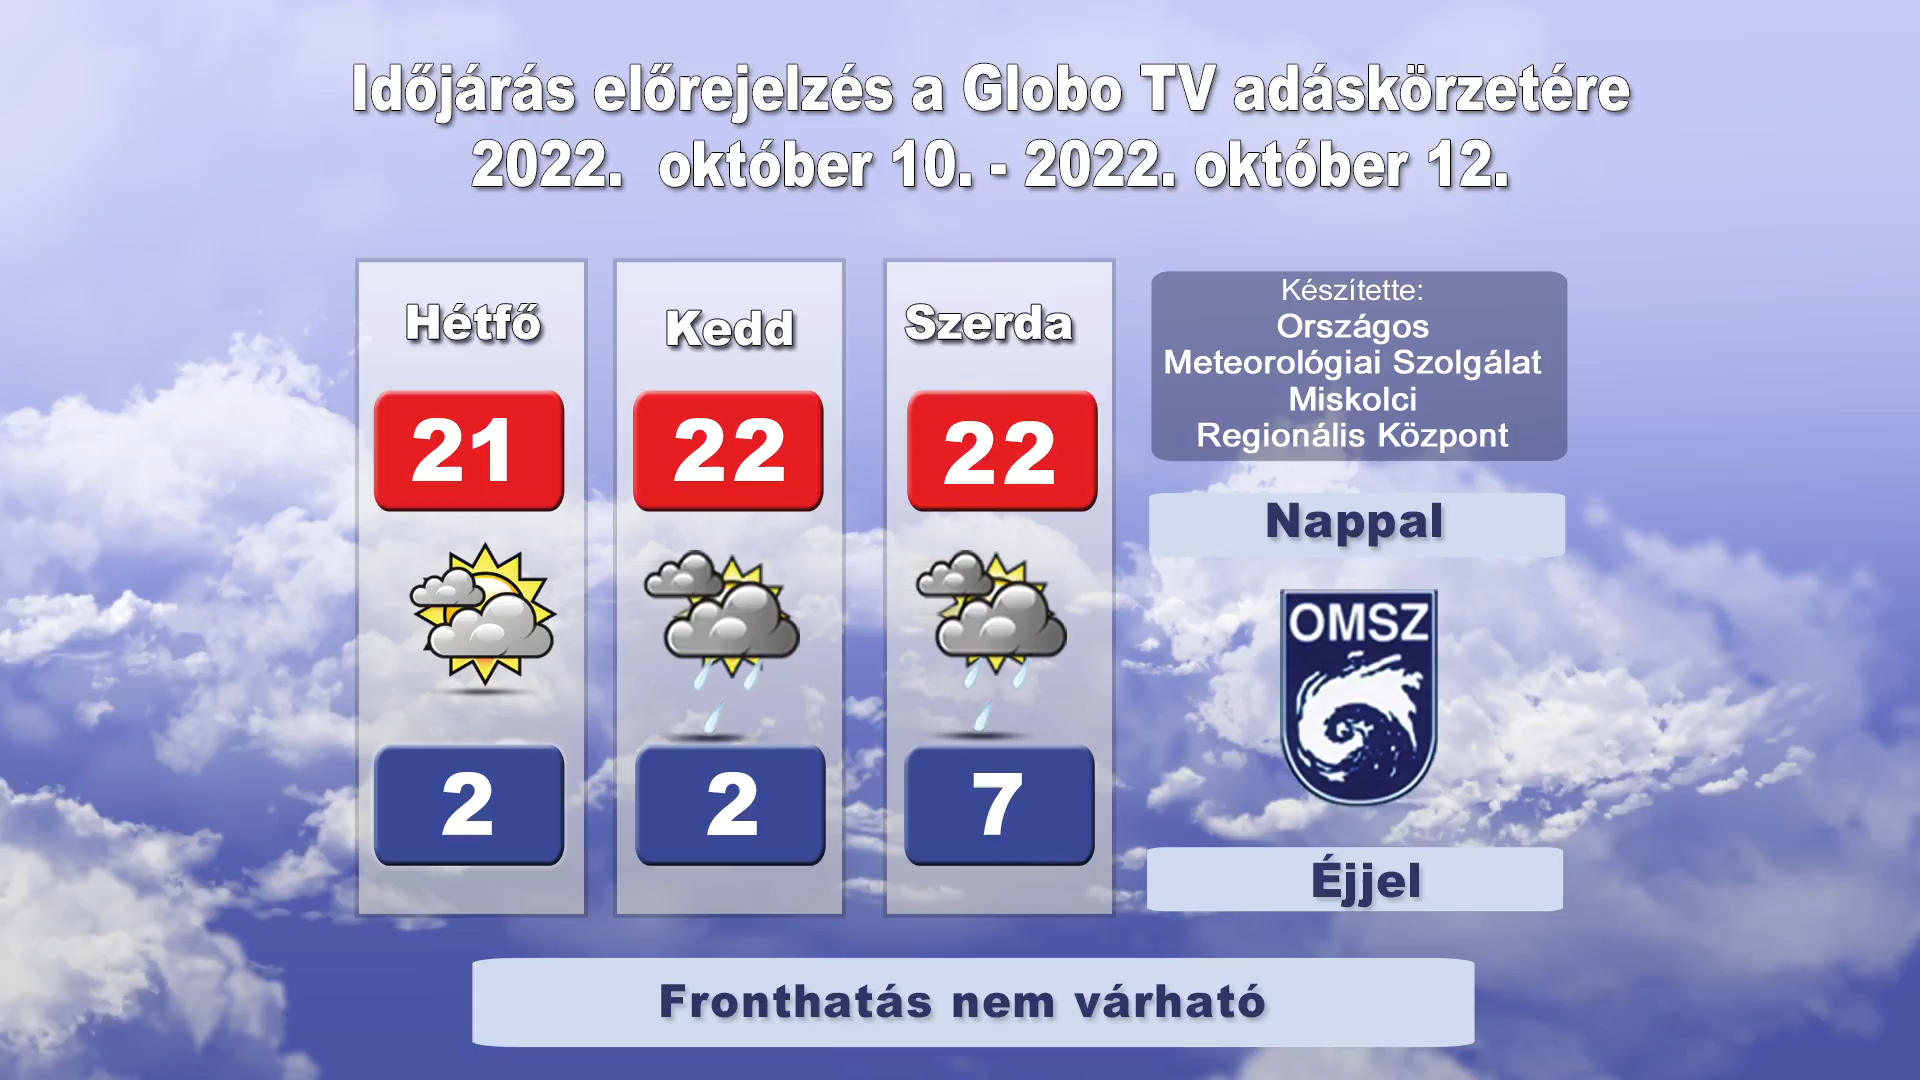 Időjárás előrejelzés a Globo TV adáskörzetére
2022. október 10. - 2022. október 12.
Hétfő
Kedd
Szerda
21
22
22
2
2
7
Készítette:
Országos
Meteorológiai Szolgálat
Miskolci
Regionális Központ
Nappal
OMSZ
Éjjel
Fronthatás nem várható